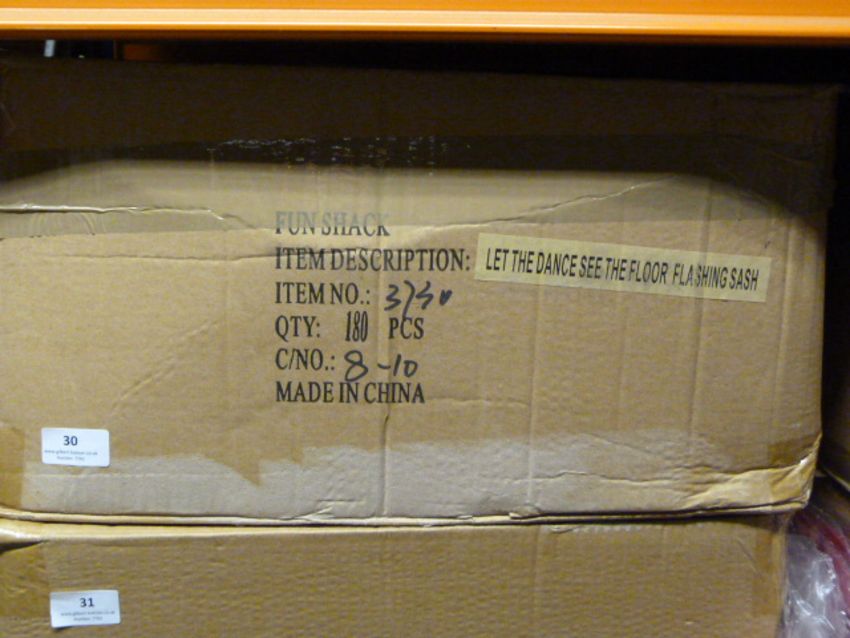 FUN SHACK
ITEM DESCRIPTION: LET THE DANCE SEE THE FLOOR FLASHING SASH
ITEM NO.: 3730
QTY: 180 PCS
C/NO.: 8-10
MADE IN CHINA
30
31